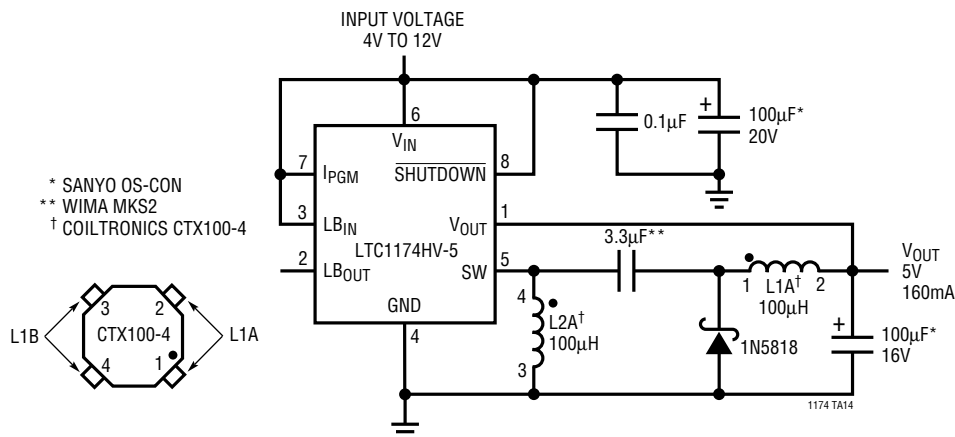 INPUT VOLTAGE
4V TO 12V
6
VIN
7
IPGM
SHUTDOWN
8
0.1µF
+
100µF*
20V
* SANYO OS-CON
** WIMA MKS2
† COILTRONICS CTX100-4
3
LBIN
VOUT
1
LTC1174HV-5
2
LBOUT
SW
5
3.3µF**
GND
4
4
L2A†
100µH
3
1
L1A†
2
100µH
VOUT
5V
160mA
1N5818
+
100µF*
16V
3
2
L1B
CTX100-4
L1A
4
1
1174 TA14